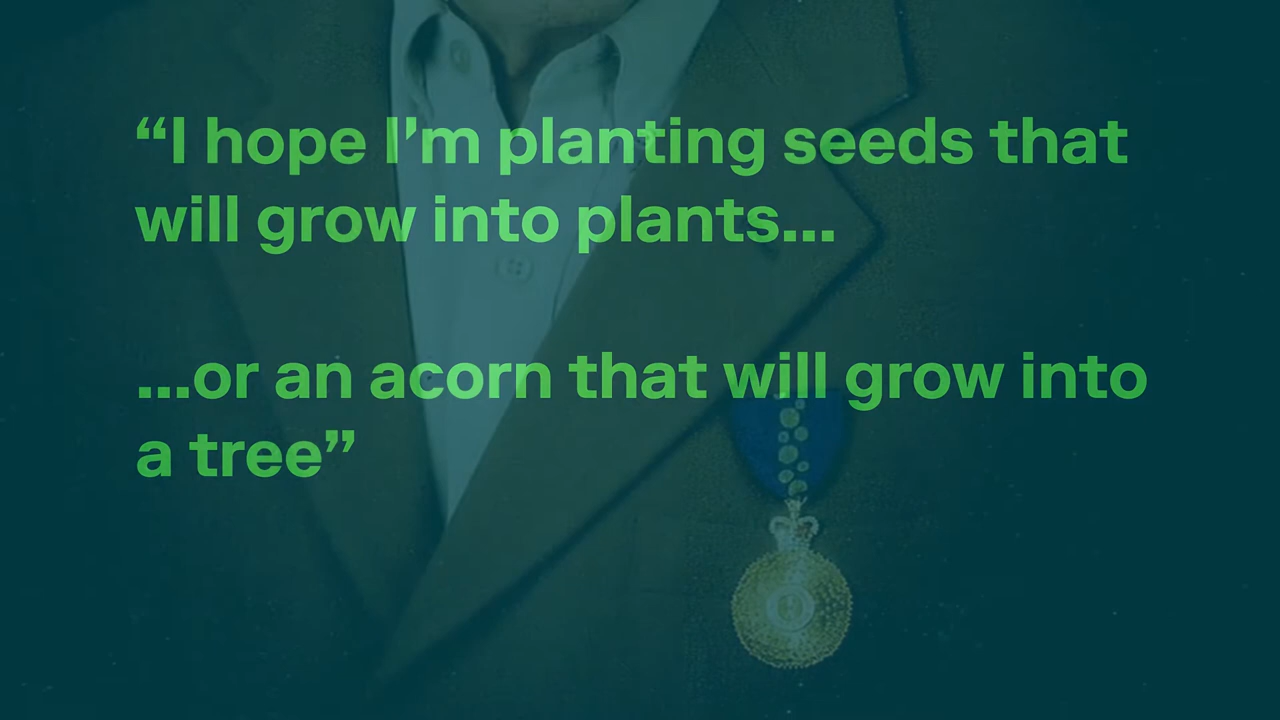 “I hope I’m planting seeds that
will grow into plants...
...or an acorn that will grow into
a tree”